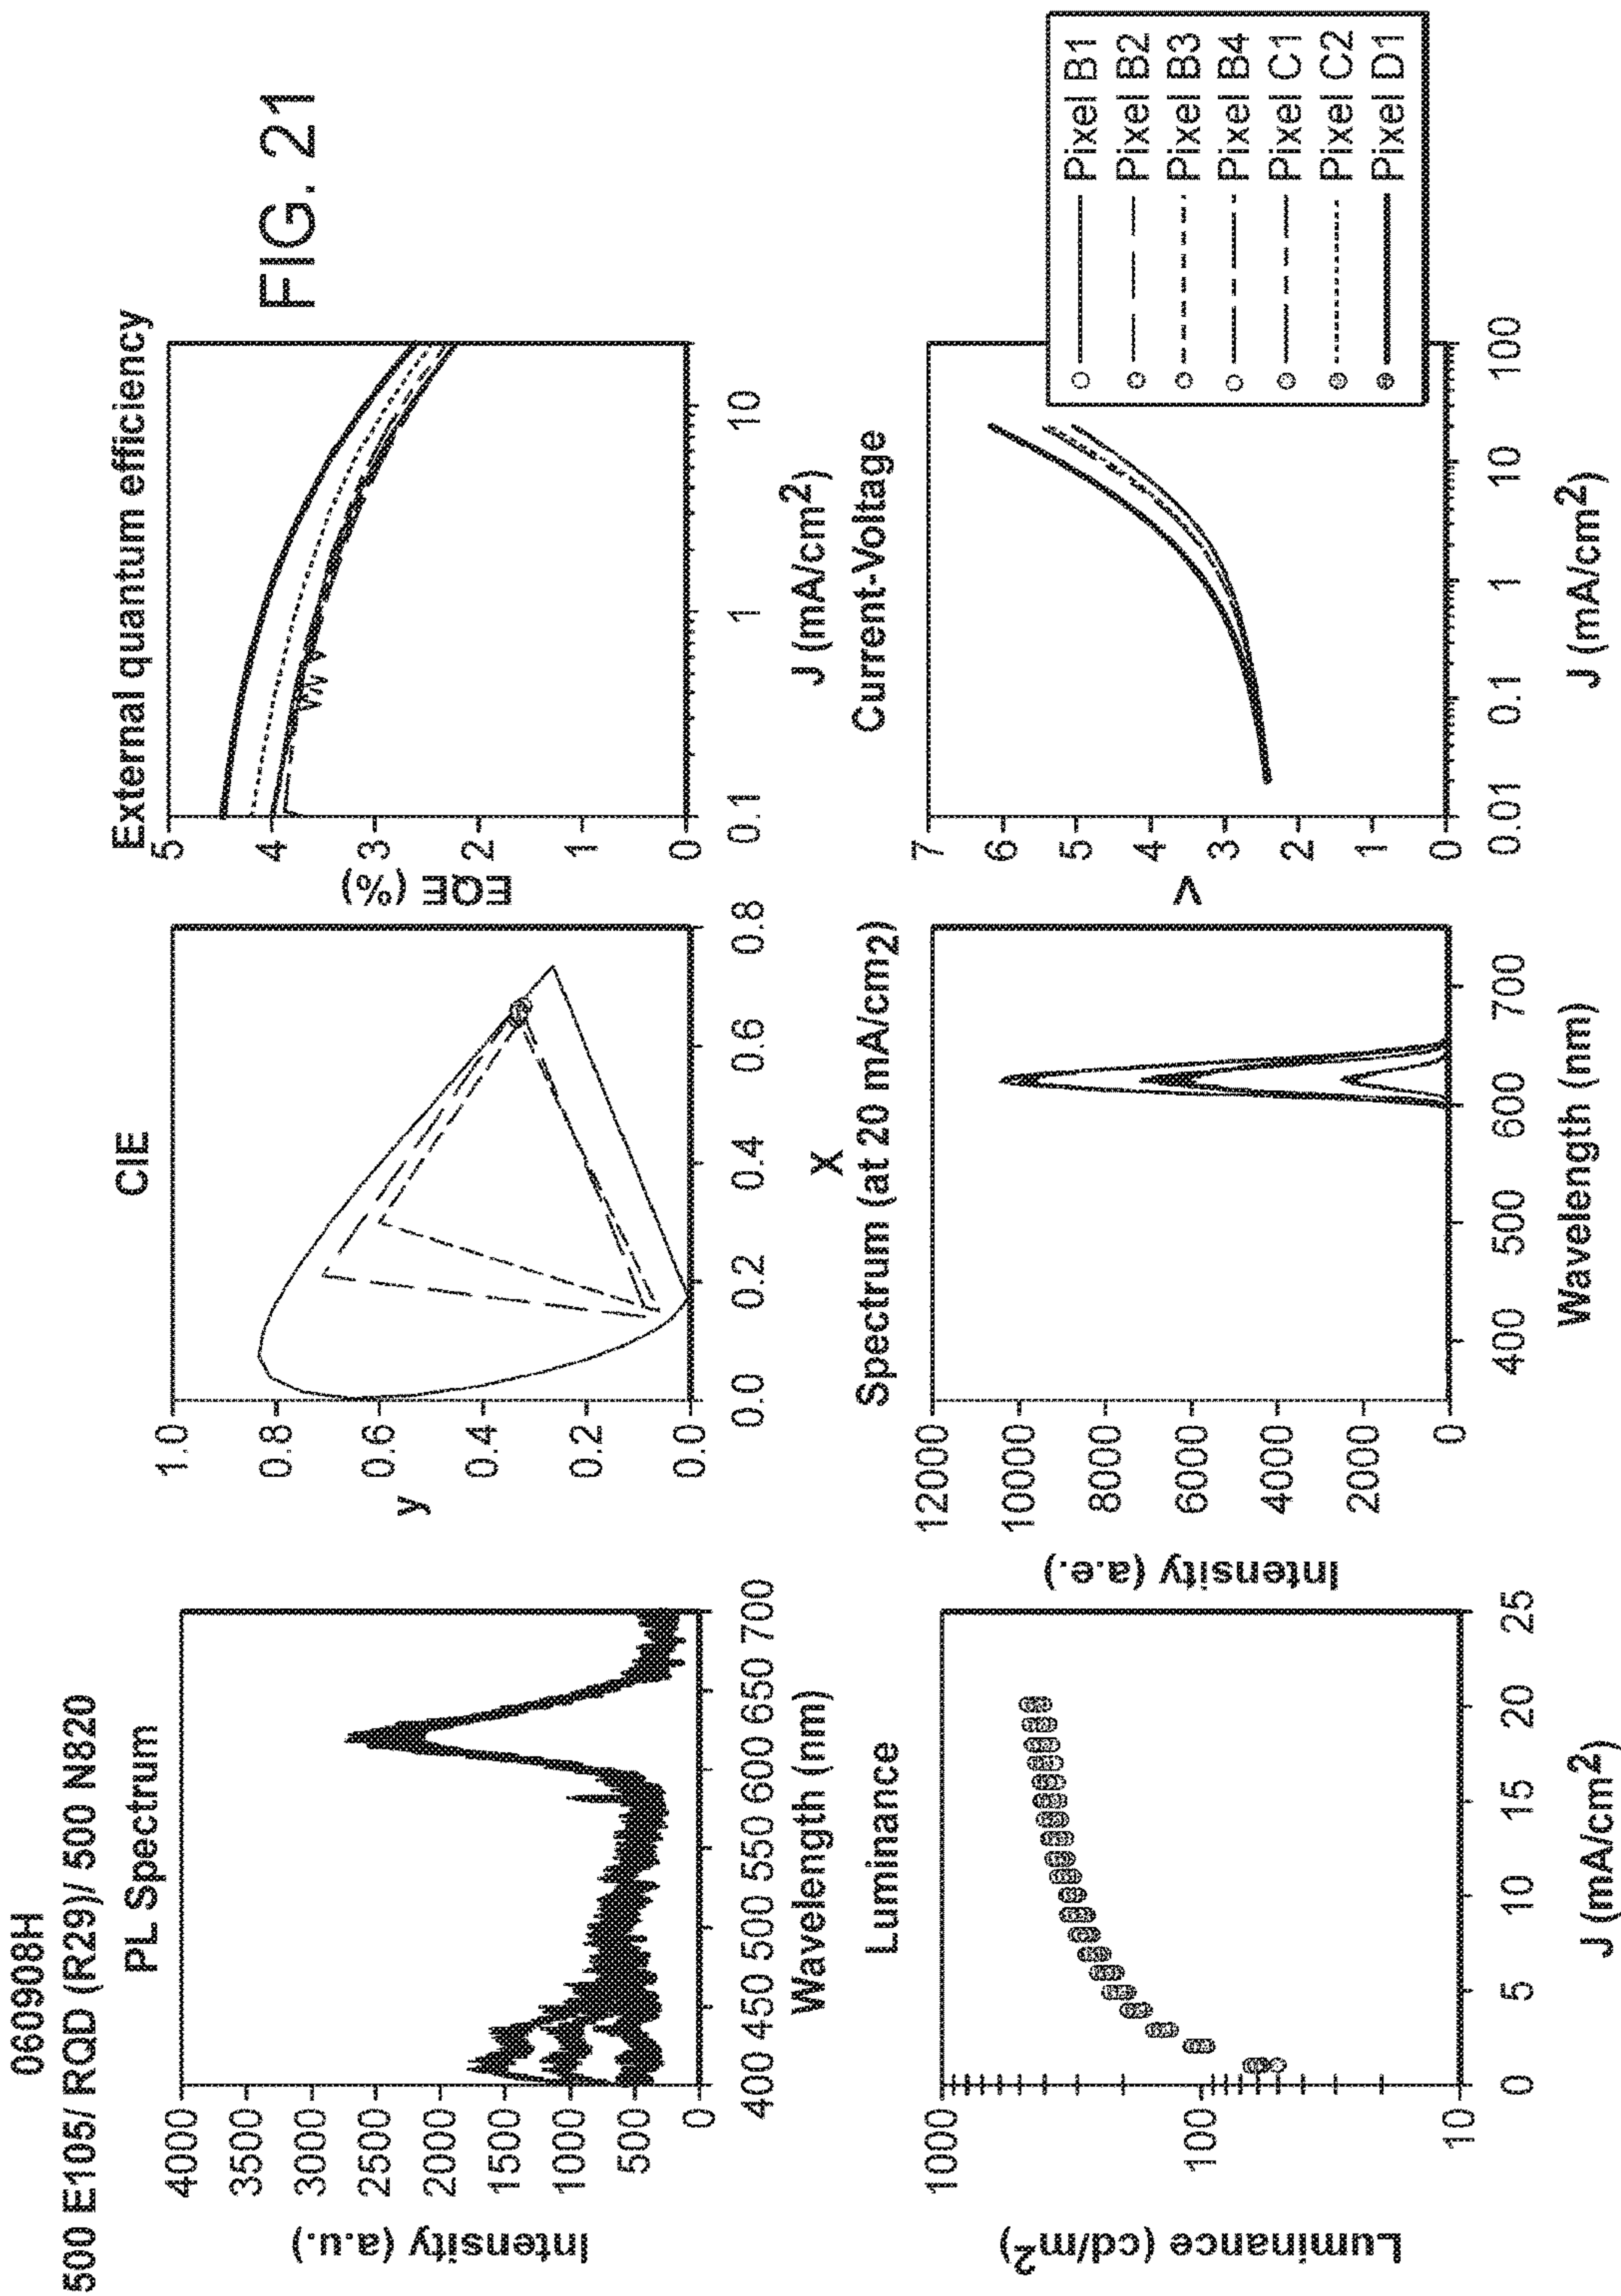 060908H
500 E105/ RQD (R29)/ 500 N820
FIG. 21
PL Spectrum
Intensity (a.u.)
4000
3500
3000
2500
2000
1500
1000
500
0
400 450 500 550 600 650 700
Wavelength (nm)
CIE
y
1.0
0.8
0.6
0.4
0.2
0.0
0.0 0.2 0.4 0.6 0.8
X
External quantum efficiency
EQE (%)
5
4
3
2
1
0
0.1 1 10
J (mA/cm2)
Luminance
Luminance (cd/m2)
1000
100
10
0 5 10 15 20 25
J (mA/cm2)
Spectrum (at 20 mA/cm2)
Intensity (a.e.)
12000
10000
8000
6000
4000
2000
0
400 500 600 700
Wavelength (nm)
Current-Voltage
V
7
6
5
4
3
2
1
0
0.01 0.1 1 10 100
J (mA/cm2)
Pixel B1
Pixel B2
Pixel B3
Pixel B4
Pixel C1
Pixel C2
Pixel D1